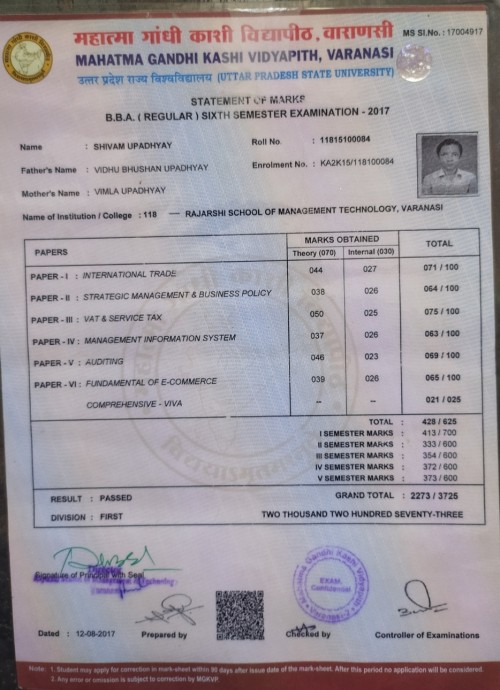 महात्मा गांधी काशी विद्यापीठ, वाराणसी
MS Sl.No. : 17004917
MAHATMA GANDHI KASHI VIDYAPITH, VARANASI
उत्तर प्रदेश राज्य विश्वविद्यालय (UTTAR PRADESH STATE UNIVERSITY)
STATEMENT OF MARKS
B.B.A. ( REGULAR ) SIXTH SEMESTER EXAMINATION - 2017
Name : SHIVAM UPADHYAY Roll No. : 11815100084
Father's Name : VIDHU BHUSHAN UPADHYAY Enrolment No. : KA2K15/118100084
Mother's Name : VIMLA UPADHYAY
Name of Institution / College : 118 — RAJARSHI SCHOOL OF MANAGEMENT TECHNOLOGY, VARANASI
PAPERS MARKS OBTAINED TOTAL
Theory (070) Internal (030)
PAPER - I : INTERNATIONAL TRADE 044 027 071 / 100
PAPER - II : STRATEGIC MANAGEMENT & BUSINESS POLICY 038 026 064 / 100
PAPER - III : VAT & SERVICE TAX 050 025 075 / 100
PAPER - IV : MANAGEMENT INFORMATION SYSTEM 037 026 063 / 100
PAPER - V : AUDITING 046 023 069 / 100
PAPER - VI : FUNDAMENTAL OF E-COMMERCE 039 026 065 / 100
COMPREHENSIVE - VIVA -- -- 021 / 025
TOTAL : 428 / 625
I SEMESTER MARKS : 413 / 700
II SEMESTER MARKS : 333 / 600
III SEMESTER MARKS : 354 / 600
IV SEMESTER MARKS : 372 / 600
V SEMESTER MARKS : 373 / 600
RESULT : PASSED GRAND TOTAL : 2273 / 3725
DIVISION : FIRST TWO THOUSAND TWO HUNDRED SEVENTY-THREE
Signature of Principal with Seal
EXAM.
Dated : 12-08-2017 Prepared by Checked by Controller of Examinations
Note: 1. Student may apply for correction in mark-sheet within 90 days after issue date of the mark-sheet. After this period no application will be considered.
2. Any error or omission is subject to correction by MGKVP.